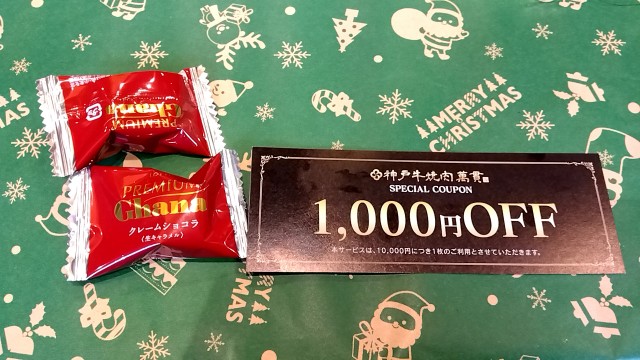 MERRY
CHRISTMAS
PREMIUM
Ghana
PREMIUM
Ghana
クレームショコラ
(生キャラメル)
神戸牛焼肉 萬貫
SPECIAL COUPON
1,000円OFF
本サービスは、10,000円につき1枚のご利用とさせていただきます。
MERRY